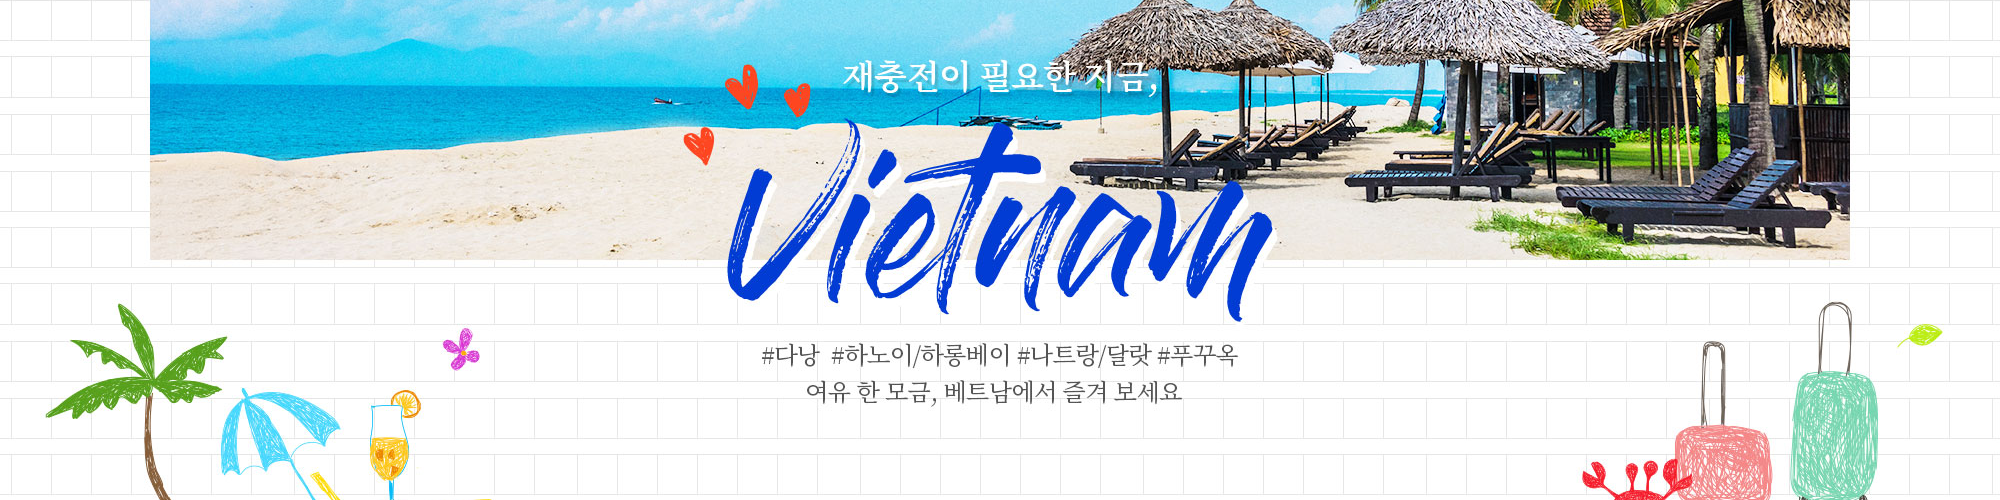 재충전이 필요한 지금,
Vietnam
#다낭 #하노이/하롱베이 #나트랑/달랏 #푸꾸옥
여유 한 모금, 베트남에서 즐겨 보세요